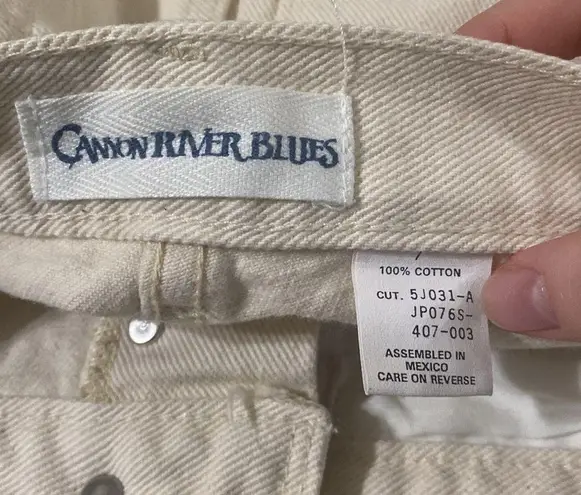 CANYON RIVER BLUES
100% COTTON
CUT. 5J031-A
JP076S-
407-003
ASSEMBLED IN
MEXICO
CARE ON REVERSE